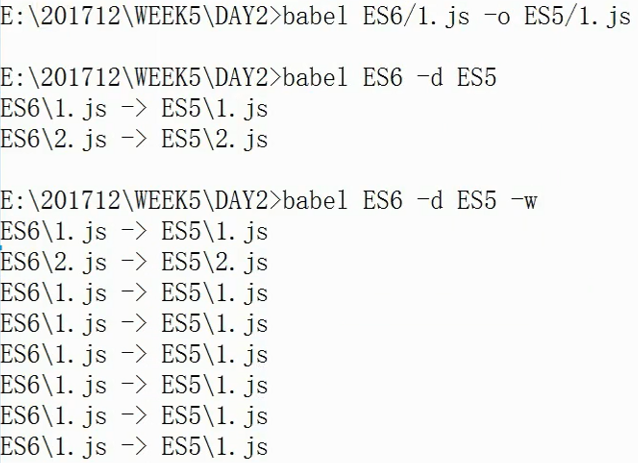 E:\201712\WEEK5\DAY2>babel ES6/1.js -o ES5/1.js
E:\201712\WEEK5\DAY2>babel ES6 -d ES5
ES6\1.js -> ES5\1.js
ES6\2.js -> ES5\2.js
E:\201712\WEEK5\DAY2>babel ES6 -d ES5 -w
ES6\1.js -> ES5\1.js
ES6\2.js -> ES5\2.js
ES6\1.js -> ES5\1.js
ES6\1.js -> ES5\1.js
ES6\1.js -> ES5\1.js
ES6\1.js -> ES5\1.js
ES6\1.js -> ES5\1.js
ES6\1.js -> ES5\1.js